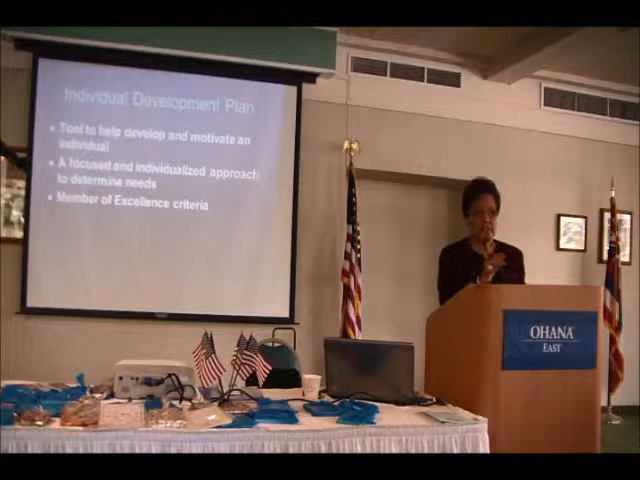 Individual Development Plan
• Tool to help develop and motivate an
individual
• A focused and individualized approach
to determine needs
• Member of Excellence criteria
OHANA
EAST